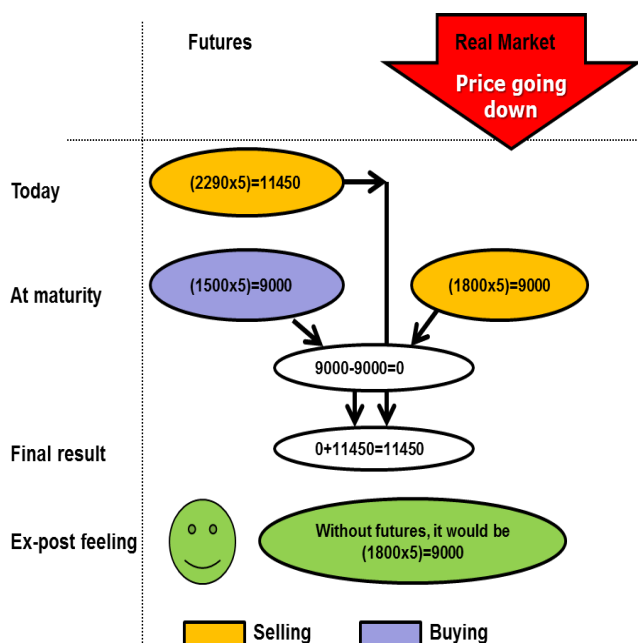 Futures
Real Market
Price going
down
Today
(2290x5)=11450
At maturity
(1500x5)=9000
(1800x5)=9000
9000-9000=0
Final result
0+11450=11450
Ex-post feeling
Without futures, it would be
(1800x5)=9000
Selling
Buying